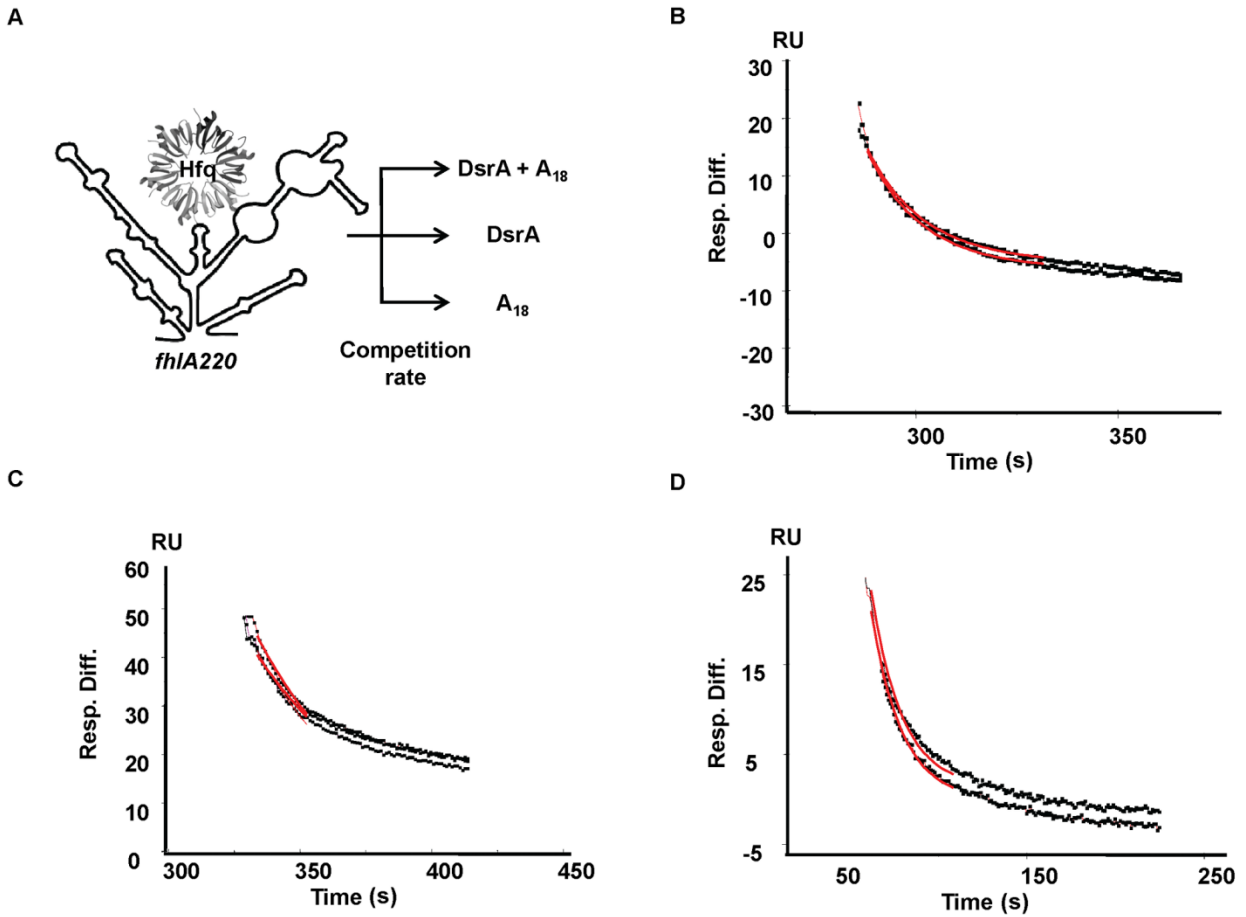 A
Hfq
fhlA220
DsrA + A₁₈
DsrA
A₁₈
Competition
rate
B
RU
30
20
10
0
-10
-20
-30
Resp. Diff.
300
350
Time (s)
C
RU
60
50
40
30
20
10
0
Resp. Diff.
300
350
400
450
Time (s)
D
RU
25
15
5
-5
Resp. Diff.
50
150
250
Time (s)